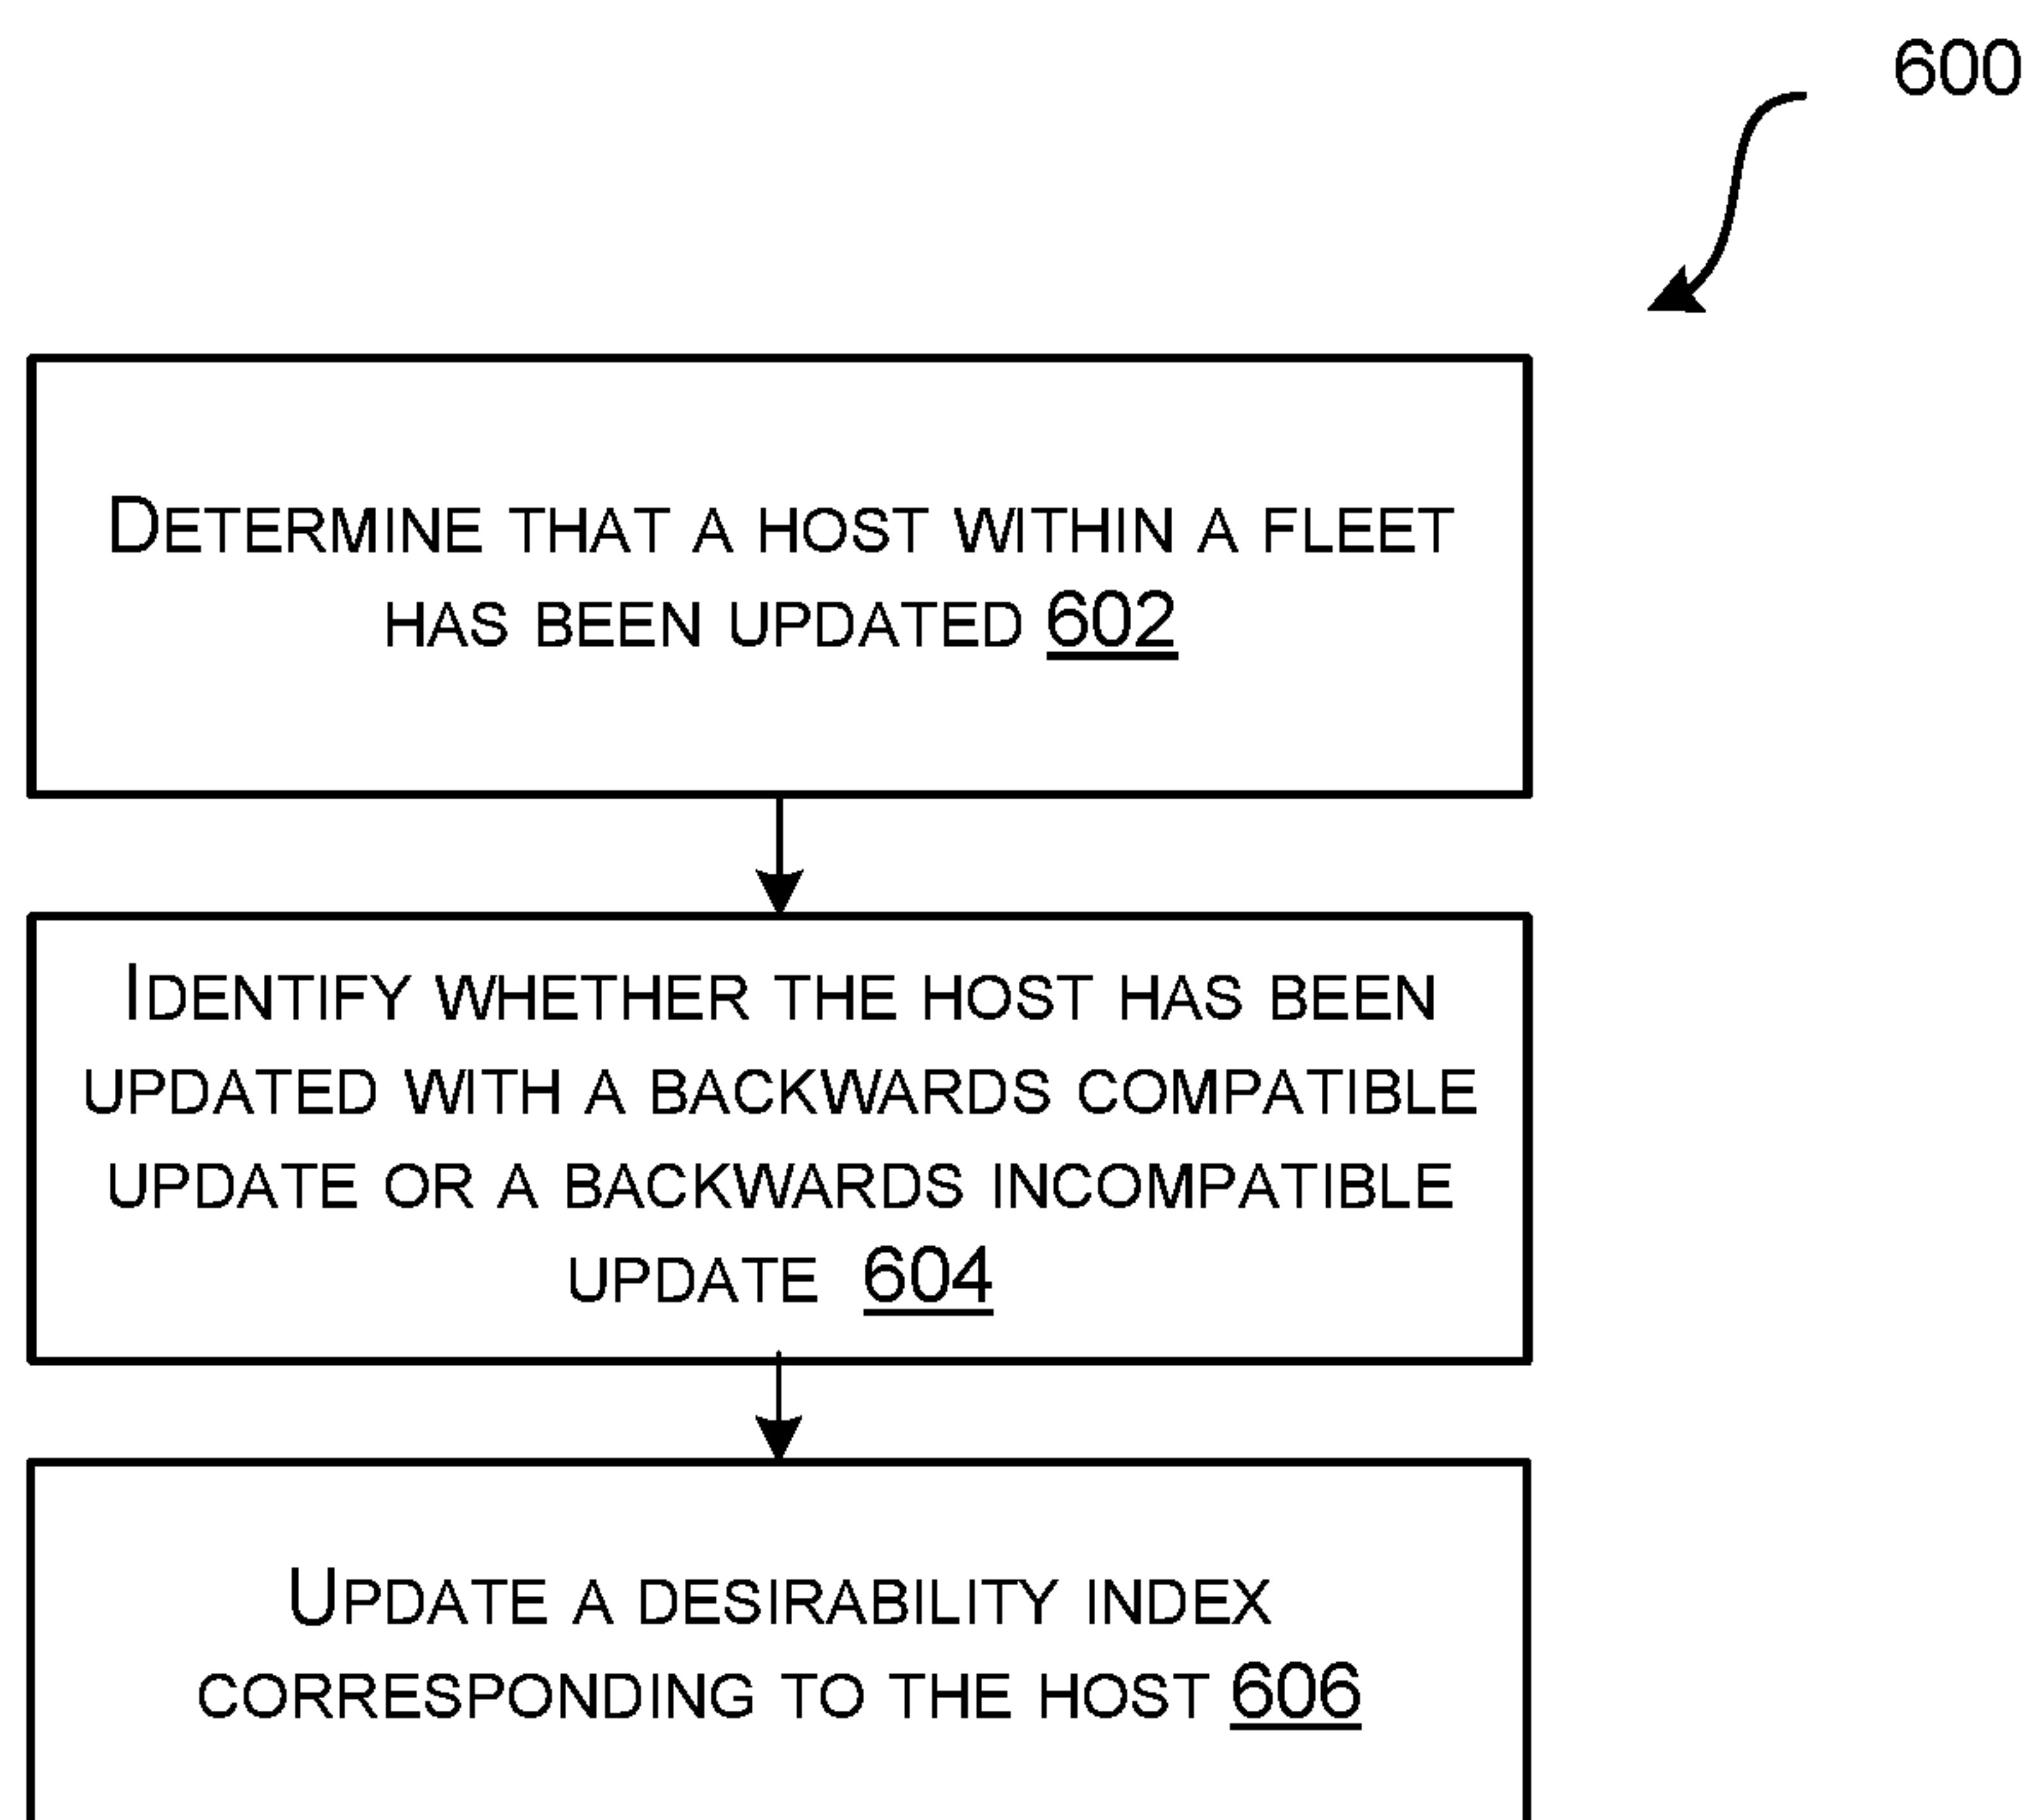 600
DETERMINE THAT A HOST WITHIN A FLEET
HAS BEEN UPDATED 602
IDENTIFY WHETHER THE HOST HAS BEEN
UPDATED WITH A BACKWARDS COMPATIBLE
UPDATE OR A BACKWARDS INCOMPATIBLE
UPDATE 604
UPDATE A DESIRABILITY INDEX
CORRESPONDING TO THE HOST 606